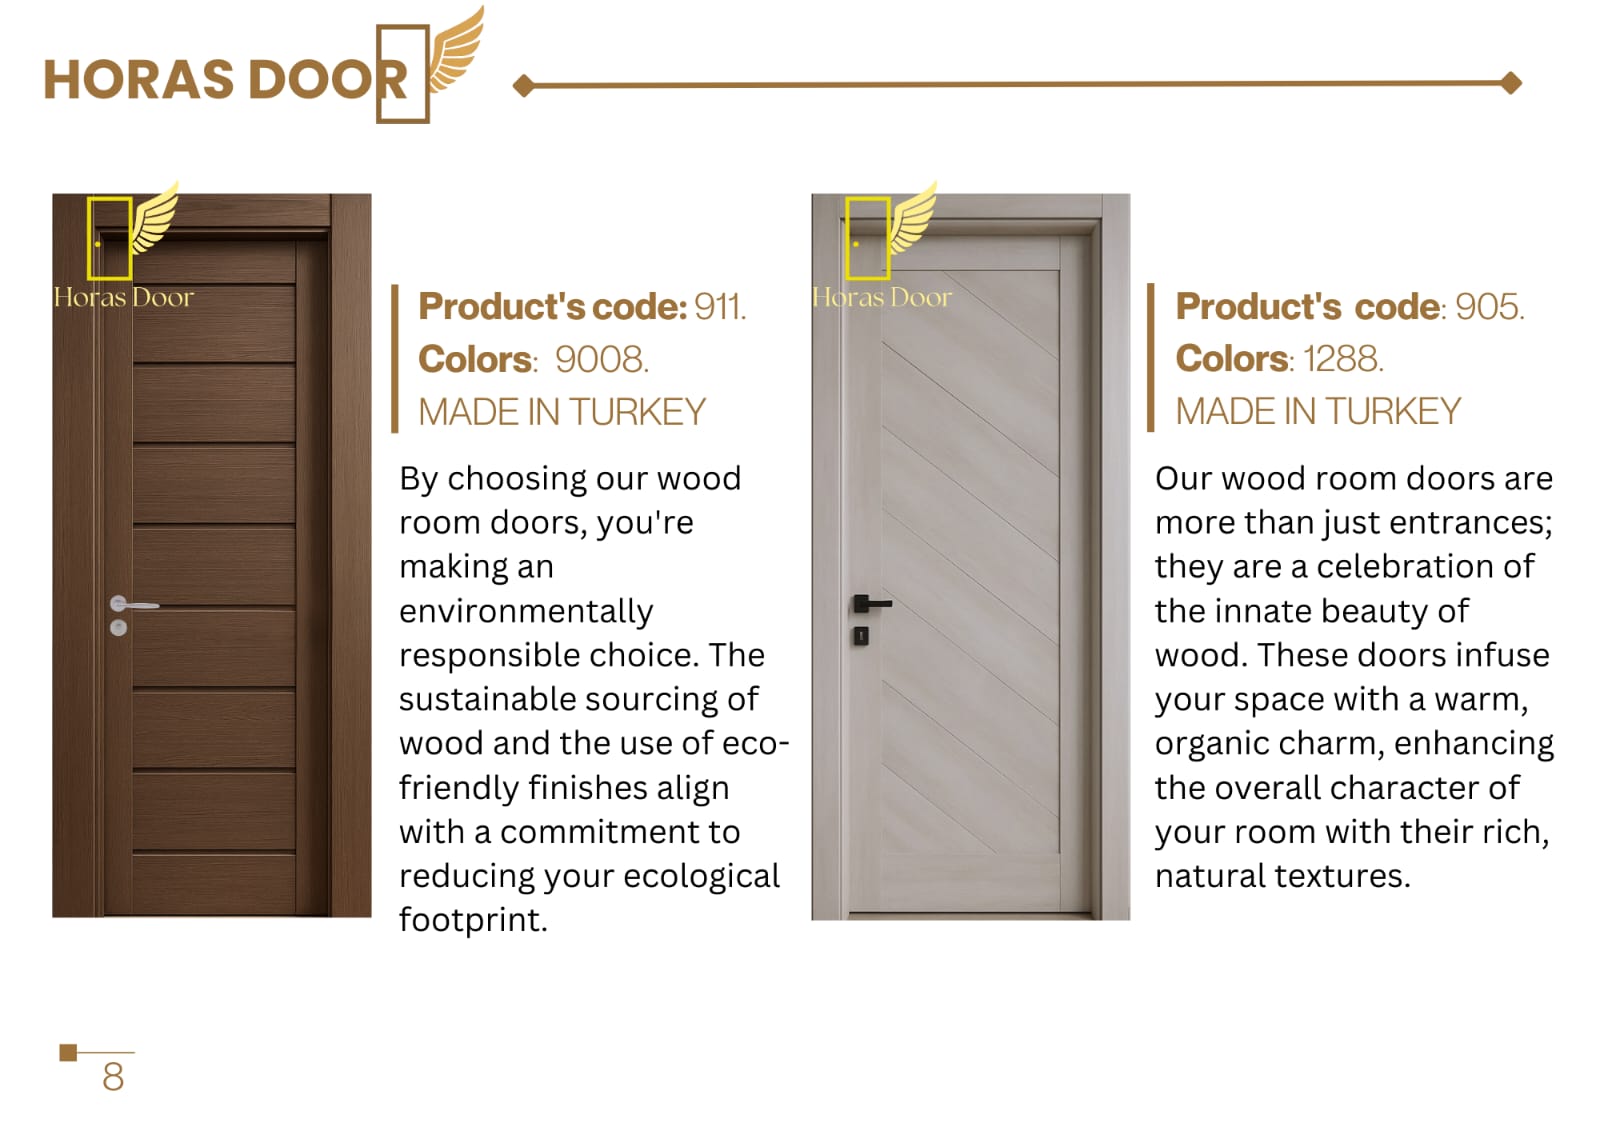 HORAS DOOR
Horas Door
Product's code: 911.
Colors: 9008.
MADE IN TURKEY
By choosing our wood
room doors, you're
making an
environmentally
responsible choice. The
sustainable sourcing of
wood and the use of eco-
friendly finishes align
with a commitment to
reducing your ecological
footprint.
Horas Door
Product's code: 905.
Colors: 1288.
MADE IN TURKEY
Our wood room doors are
more than just entrances;
they are a celebration of
the innate beauty of
wood. These doors infuse
your space with a warm,
organic charm, enhancing
the overall character of
your room with their rich,
natural textures.
8